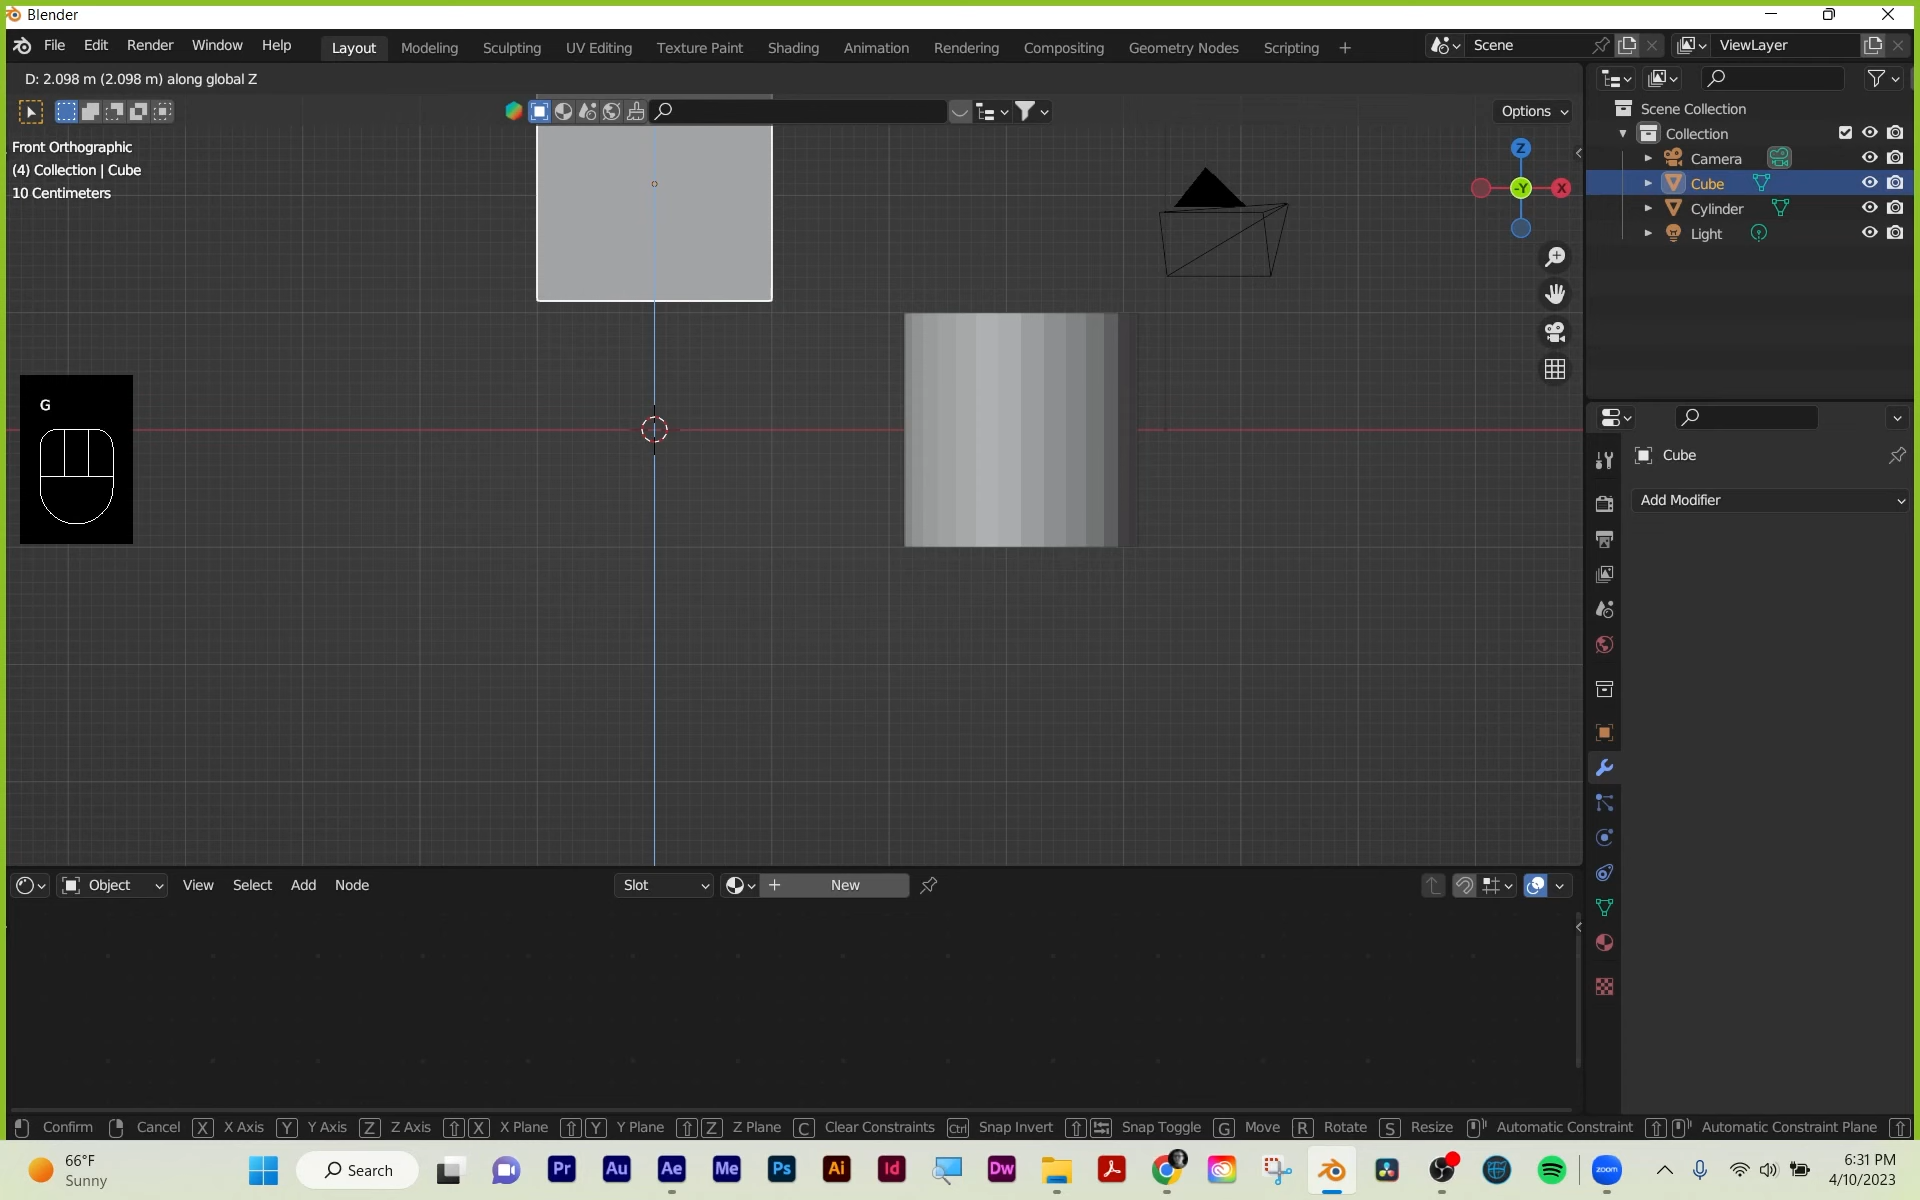 Blender
File Edit Render Window Help Layout Modeling Sculpting UV Editing Texture Paint Shading Animation Rendering Compositing Geometry Nodes Scripting + Scene ViewLayer
D: 2.098 m (2.098 m) along global Z
Options
Front Orthographic
(4) Collection | Cube
10 Centimeters
Z
-Y
X
Scene Collection
Collection
Camera
Cube
Cylinder
Light
G
Cube
Add Modifier
Object View Select Add Node Slot New
Confirm Cancel X X Axis Y Y Axis Z Z Axis X X Plane Y Y Plane Z Z Plane C Clear Constraints Ctrl Snap Invert Snap Toggle G Move R Rotate S Resize Automatic Constraint Automatic Constraint Plane
66°F
Sunny
Search
Pr Au Ae Me Ps Ai Id Dw zoom
6:31 PM
4/10/2023